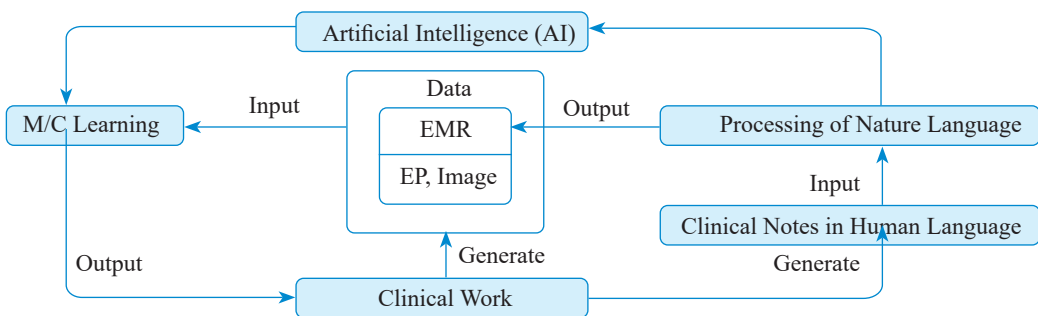 Artificial Intelligence (AI)
Data
Input
Output
M/C Learning
EMR
Processing of Nature Language
EP, Image
Input
Clinical Notes in Human Language
Output
Generate
Generate
Clinical Work